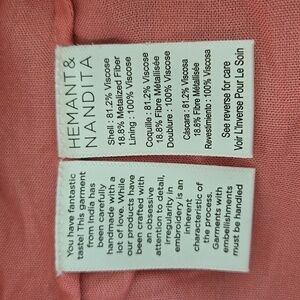 HEMANT &
NANDITA
Shell : 81.2% Viscose
18.8% Metalized Fiber
Lining : 100% Viscose
Coquille : 81.2% Viscose
18.8% Fibre Métallisée
Doublure : 100% Viscose
Cáscara : 81.2% Viscosa
18.8% Fibre Metallisée
Revestimiento : 100% Viscosa
See reverse for care
Voir L'inverse Pour Le Soin
You have fantastic
taste! This garment
from India has
been carefully
handmade with a
lot of love. While
our products have
been crafted with
an obsessive
attention to detail,
irregularity in
embroidery is an
inherent
characteristic of
the process.
Garments with
embellishments
must be handled